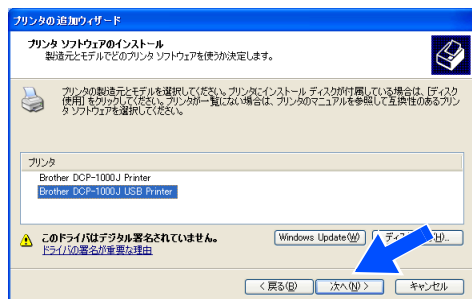 プリンタの追加ウィザード
プリンタ ソフトウェアのインストール
製造元とモデルでどのプリンタ ソフトウェアを使うか決定します。
プリンタの製造元とモデルを選択してください。プリンタにインストール ディスクが付属している場合は、[ディスク
使用] をクリックしてください。プリンタが一覧にない場合は、プリンタのマニュアルを参照して互換性のあるプリン
タ ソフトウェアを選択してください。
プリンタ
Brother DCP-1000J Printer
Brother DCP-1000J USB Printer
このドライバはデジタル署名されていません。
ドライバの署名が重要な理由
Windows Update(W)
< 戻る(B)
次へ(N) >
キャンセル